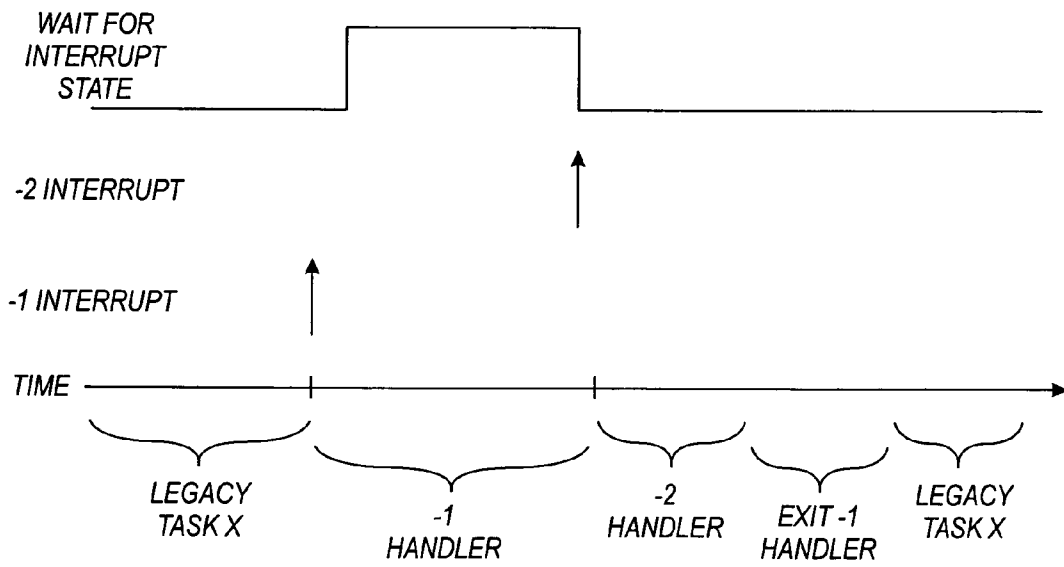 WAIT FOR
INTERRUPT
STATE
-2 INTERRUPT
-1 INTERRUPT
TIME
LEGACY
TASK X
-1
HANDLER
-2
HANDLER
EXIT -1
HANDLER
LEGACY
TASK X